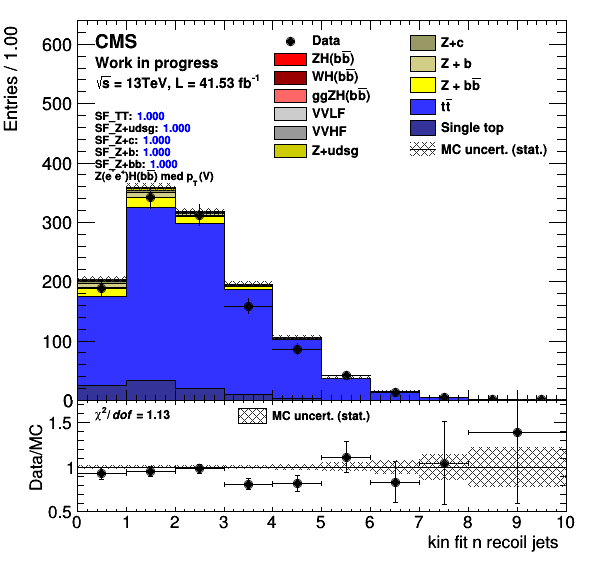 CMS
Work in progress
√s = 13TeV, L = 41.53 fb⁻¹
SF_TT: 1.000
SF_Z+udsg: 1.000
SF_Z+c: 1.000
SF_Z+b: 1.000
SF_Z+bb: 1.000
Z(e⁻e⁺)H(bb̅) med p_T(V)
Data
ZH(bb̅)
WH(bb̅)
ggZH(bb̅)
VVLF
VVHF
Z+udsg
Z+c
Z + b
Z + bb̅
tt̅
Single top
MC uncert. (stat.)
Entries / 1.00
600
500
400
300
200
100
0
χ²/dof = 1.13
MC uncert. (stat.)
Data/MC
1.5
1
0.5
0 1 2 3 4 5 6 7 8 9 10
kin fit n recoil jets